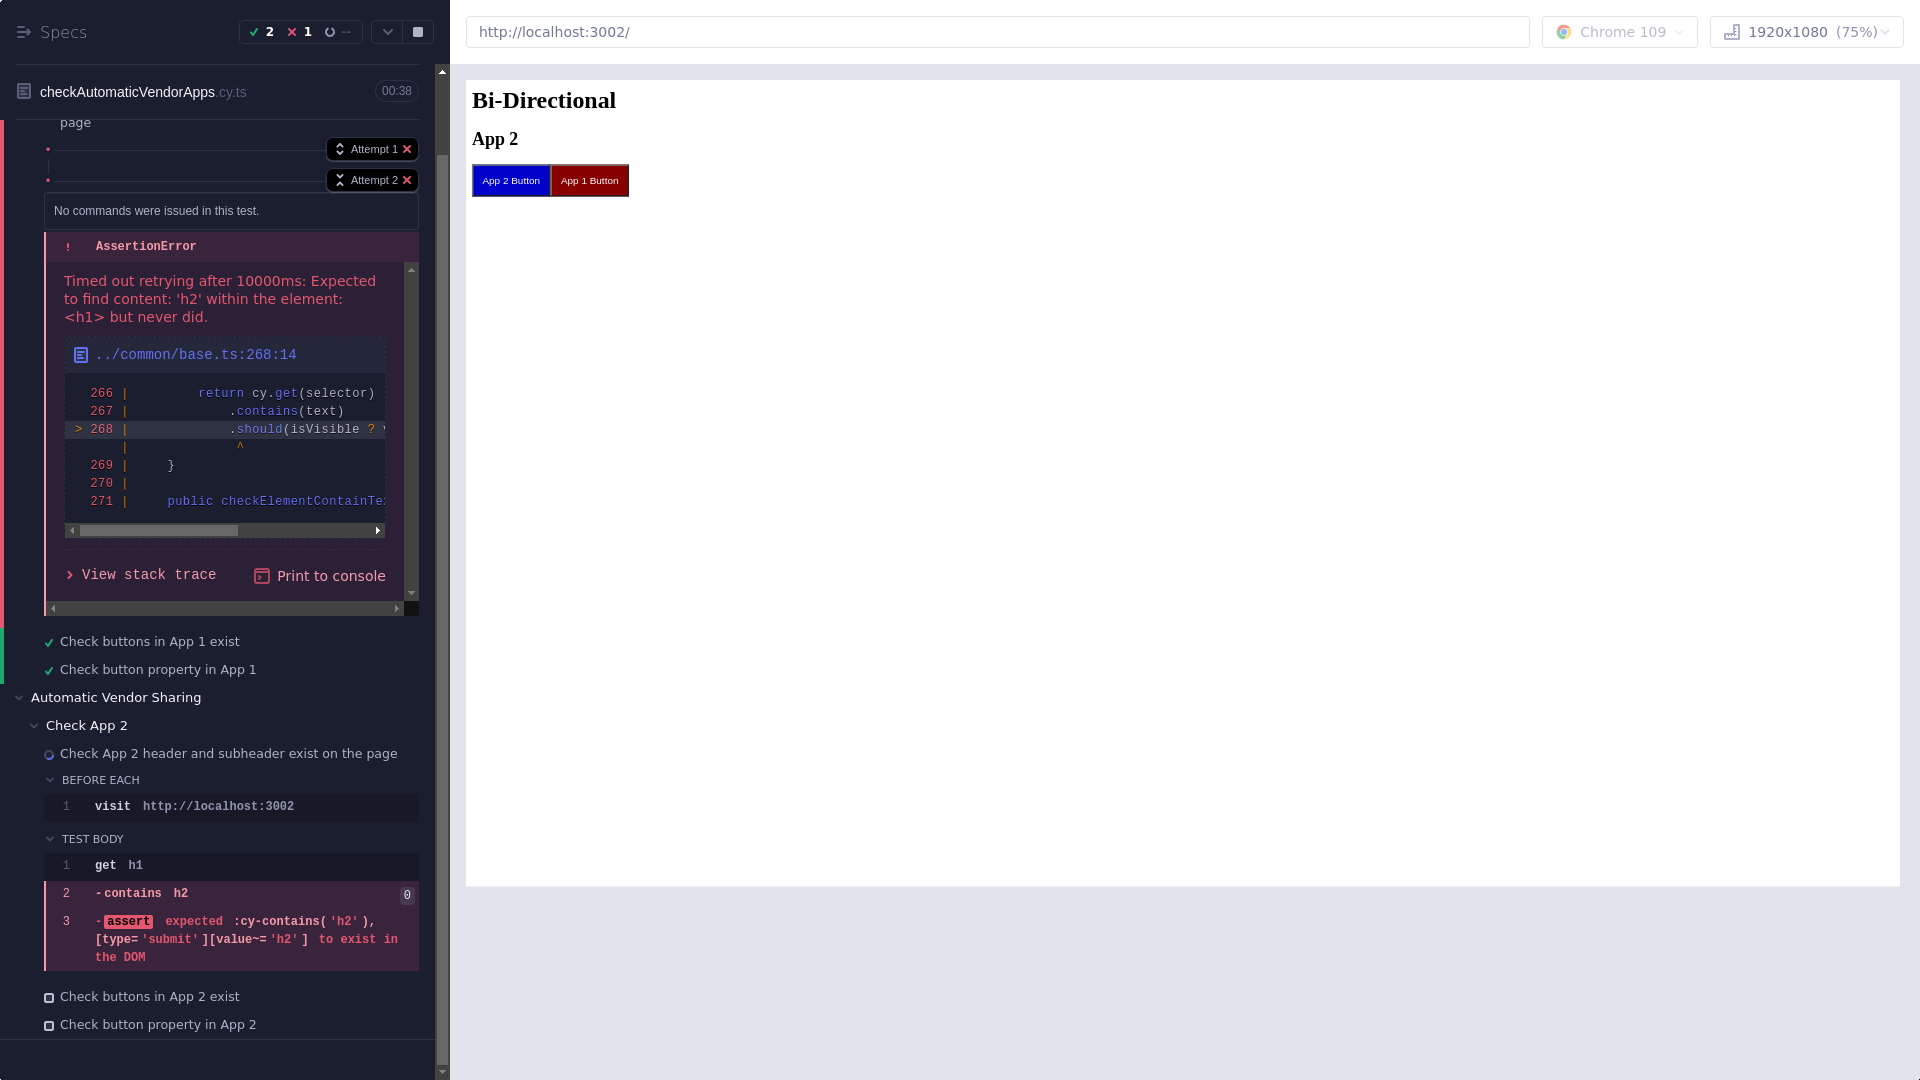 Specs
2
1
--
checkAutomaticVendorApps.cy.ts
00:38
page
Attempt 1
Attempt 2
No commands were issued in this test.
! AssertionError
Timed out retrying after 10000ms: Expected
to find content: 'h2' within the element:
<h1> but never did.
../common/base.ts:268:14
266 | return cy.get(selector)
267 | .contains(text)
> 268 | .should(isVisible ?
| ^
269 | }
270 |
271 | public checkElementContainTe
View stack trace
Print to console
Check buttons in App 1 exist
Check button property in App 1
Automatic Vendor Sharing
Check App 2
Check App 2 header and subheader exist on the page
BEFORE EACH
1 visit http://localhost:3002
TEST BODY
1 get h1
2 -contains h2 0
3 -assert expected :cy-contains('h2'),
[type='submit'][value~='h2'] to exist in
the DOM
Check buttons in App 2 exist
Check button property in App 2
http://localhost:3002/
Chrome 109
1920x1080 (75%)
Bi-Directional
App 2
App 2 Button
App 1 Button